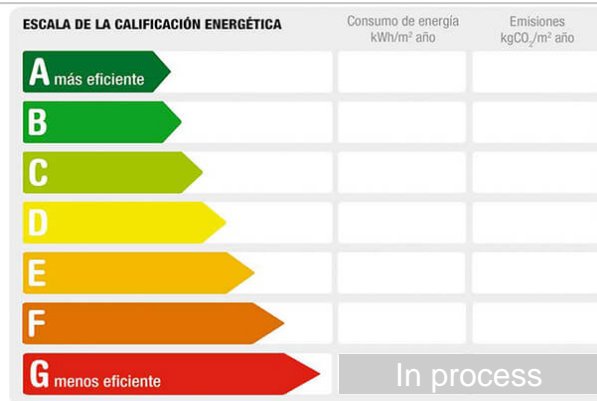 ESCALA DE LA CALIFICACIÓN ENERGÉTICA
Consumo de energía
kWh/m² año
Emisiones
kgCO₂/m² año
A más eficiente
B
C
D
E
F
G menos eficiente
In process